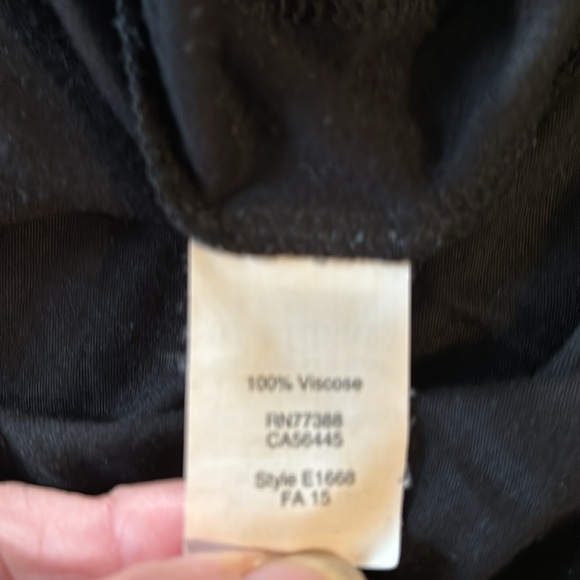 100% Viscose
RN77388
CA56445
Style E1668
FA 15